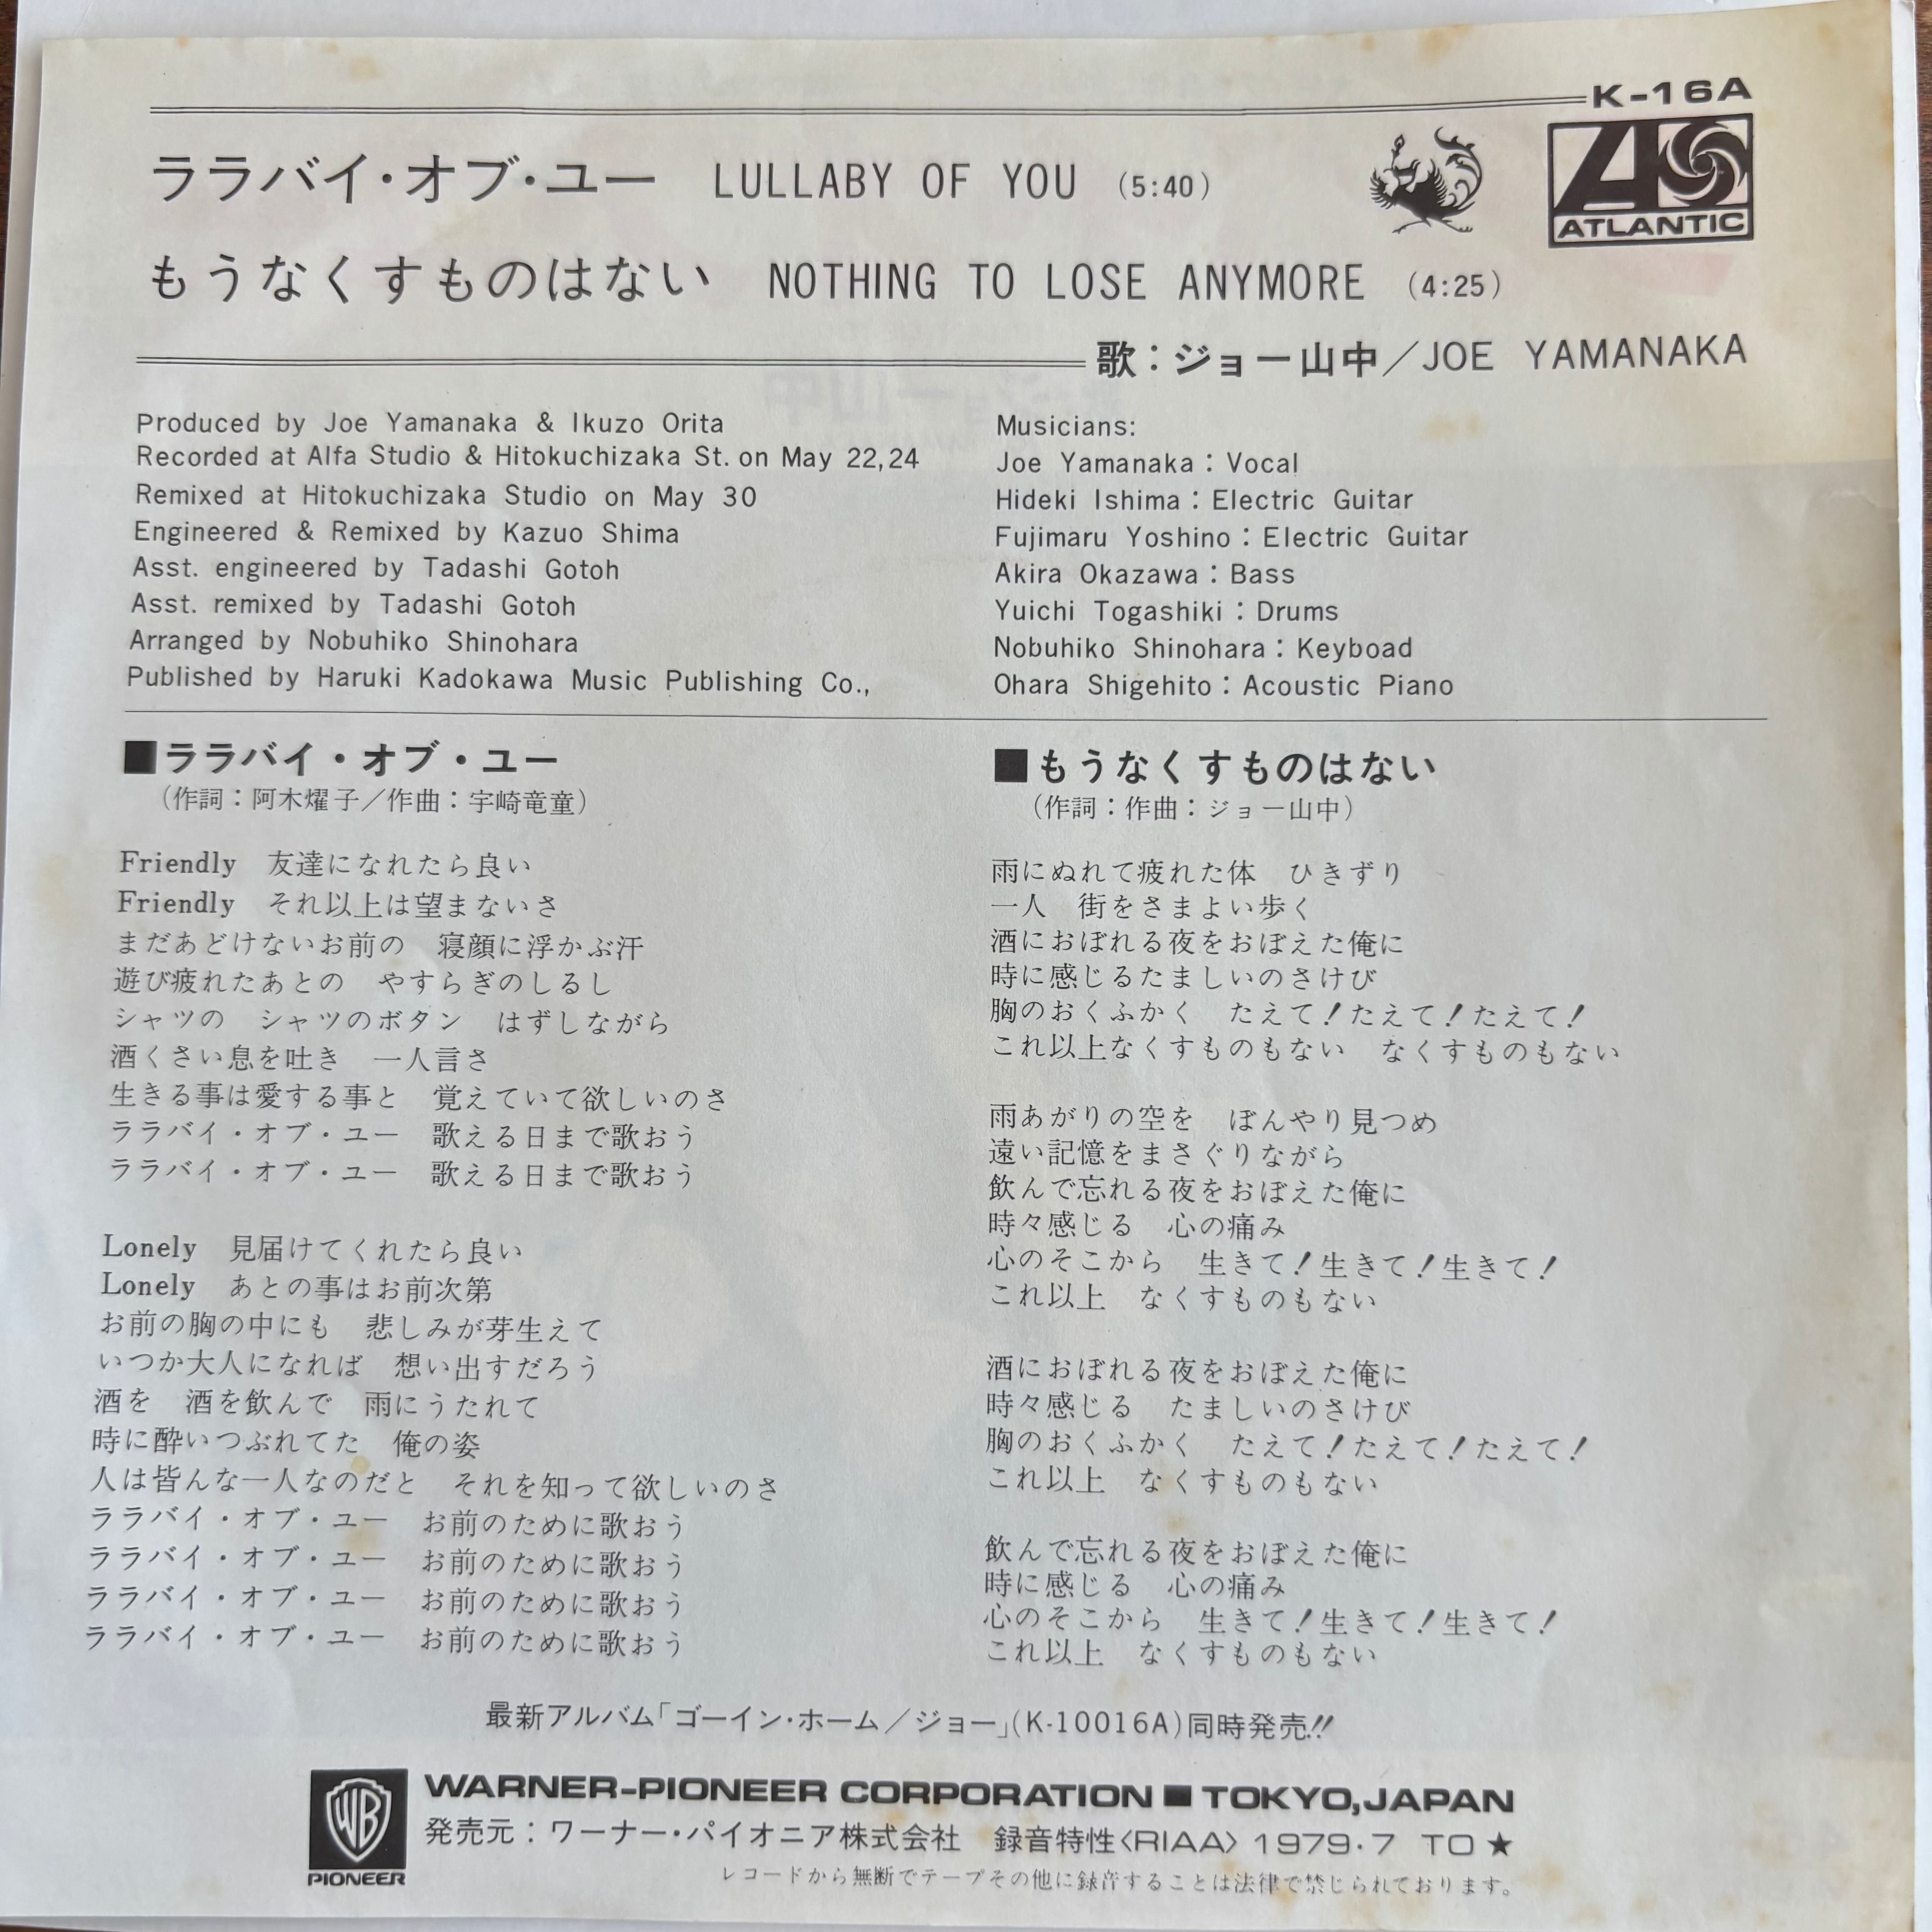 K-16A
ララバイ・オブ・ユー LULLABY OF YOU (5:40)
ATLANTIC
もうなくすものはない NOTHING TO LOSE ANYMORE (4:25)
歌：ジョー山中／JOE YAMANAKA
Produced by Joe Yamanaka & Ikuzo Orita
Recorded at Alfa Studio & Hitokuchizaka St. on May 22,24
Remixed at Hitokuchizaka Studio on May 30
Engineered & Remixed by Kazuo Shima
Asst. engineered by Tadashi Gotoh
Asst. remixed by Tadashi Gotoh
Arranged by Nobuhiko Shinohara
Published by Haruki Kadokawa Music Publishing Co.,
Musicians:
Joe Yamanaka：Vocal
Hideki Ishima：Electric Guitar
Fujimaru Yoshino：Electric Guitar
Akira Okazawa：Bass
Yuichi Togashiki：Drums
Nobuhiko Shinohara：Keyboad
Ohara Shigehito：Acoustic Piano
■ララバイ・オブ・ユー
（作詞：阿木燿子／作曲：宇崎竜童）
Friendly　友達になれたら良い
Friendly　それ以上は望まないさ
まだあどけないお前の　寝顔に浮かぶ汗
遊び疲れたあとの　やすらぎのしるし
シャツの　シャツのボタン　はずしながら
酒くさい息を吐き　一人言さ
生きる事は愛する事と　覚えていて欲しいのさ
ララバイ・オブ・ユー　歌える日まで歌おう
ララバイ・オブ・ユー　歌える日まで歌おう
Lonely　見届けてくれたら良い
Lonely　あとの事はお前次第
お前の胸の中にも　悲しみが芽生えて
いつか大人になれば　想い出すだろう
酒を　酒を飲んで　雨にうたれて
時に酔いつぶれてた　俺の姿
人は皆んな一人なのだと　それを知って欲しいのさ
ララバイ・オブ・ユー　お前のために歌おう
ララバイ・オブ・ユー　お前のために歌おう
ララバイ・オブ・ユー　お前のために歌おう
ララバイ・オブ・ユー　お前のために歌おう
■もうなくすものはない
（作詞：作曲：ジョー山中）
雨にぬれて疲れた体　ひきずり
一人　街をさまよい歩く
酒におぼれる夜をおぼえた俺に
時に感じるたましいのさけび
胸のおくふかく　たえて！たえて！たえて！
これ以上なくすものもない　なくすものもない
雨あがりの空を　ぼんやり見つめ
遠い記憶をまさぐりながら
飲んで忘れる夜をおぼえた俺に
時々感じる　心の痛み
心のそこから　生きて！生きて！生きて！
これ以上　なくすものもない
酒におぼれる夜をおぼえた俺に
時々感じる　たましいのさけび
胸のおくふかく　たえて！たえて！たえて！
これ以上　なくすものもない
飲んで忘れる夜をおぼえた俺に
時に感じる　心の痛み
心のそこから　生きて！生きて！生きて！
これ以上　なくすものもない
最新アルバム「ゴーイン・ホーム／ジョー」(K-10016A)同時発売!!
WB
PIONEER
WARNER-PIONEER CORPORATION ■ TOKYO,JAPAN
発売元：ワーナー・パイオニア株式会社　録音特性〈RIAA〉1979・7 TO ★
レコードから無断でテープその他に録音することは法律で禁じられております。